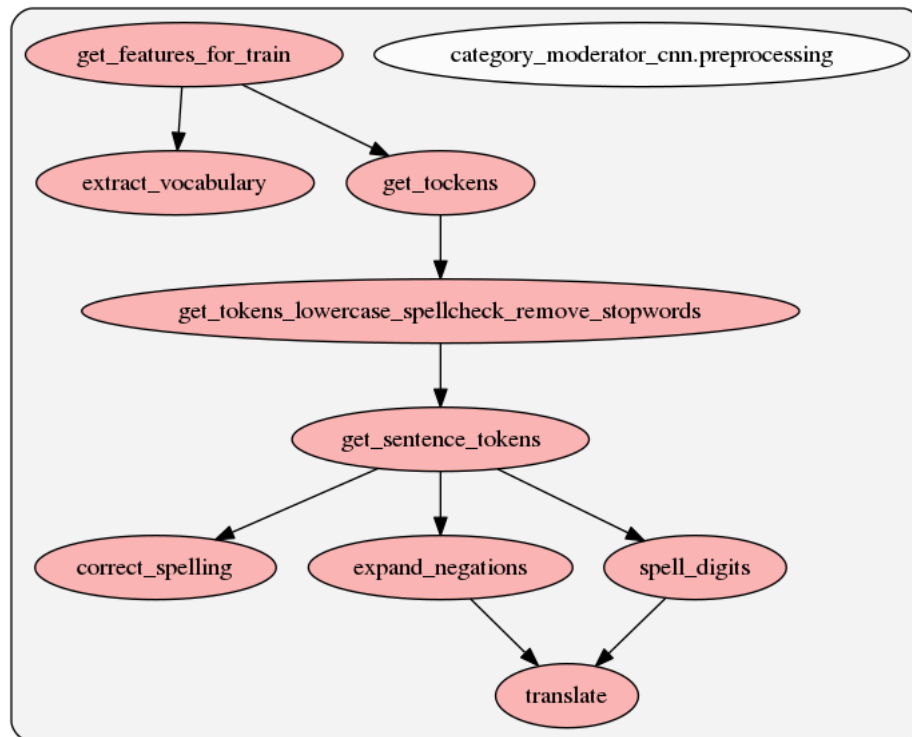 get_features_for_train
category_moderator_cnn.preprocessing
extract_vocabulary
get_tockens
get_tokens_lowercase_spellcheck_remove_stopwords
get_sentence_tokens
correct_spelling
expand_negations
spell_digits
translate